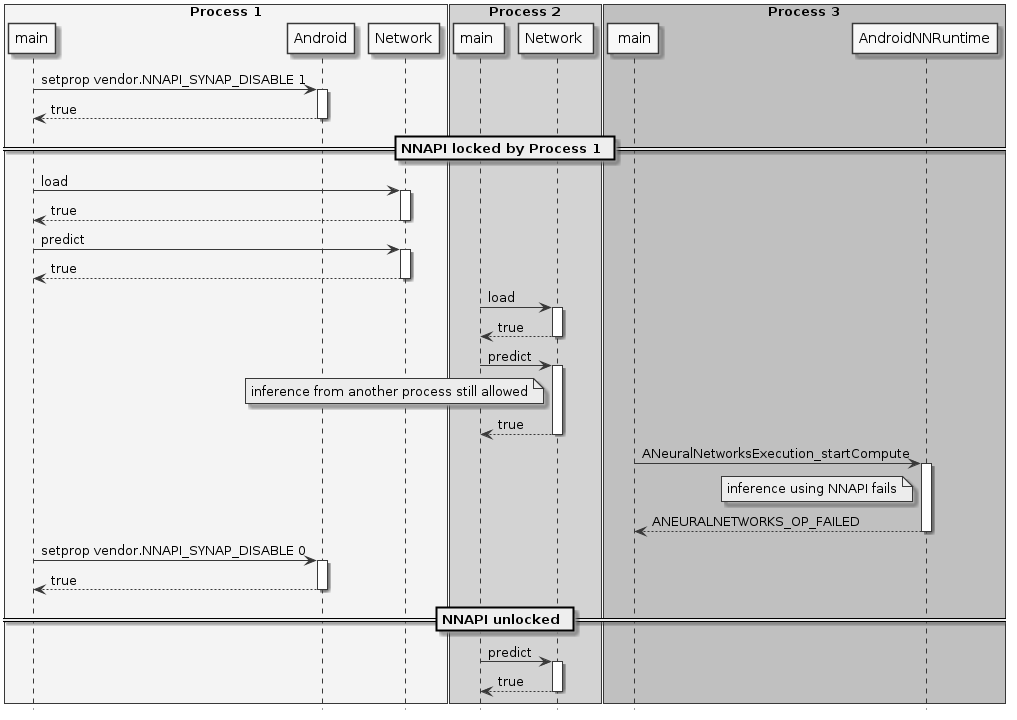 Process 1
Process 2
Process 3
main
Android
Network
main
Network
main
AndroidNNRuntime
setprop vendor.NNAPI_SYNAP_DISABLE 1
true
NNAPI locked by Process 1
load
true
predict
true
load
true
predict
inference from another process still allowed
true
ANeuralNetworksExecution_startCompute
inference using NNAPI fails
ANEURALNETWORKS_OP_FAILED
setprop vendor.NNAPI_SYNAP_DISABLE 0
true
NNAPI unlocked
predict
true